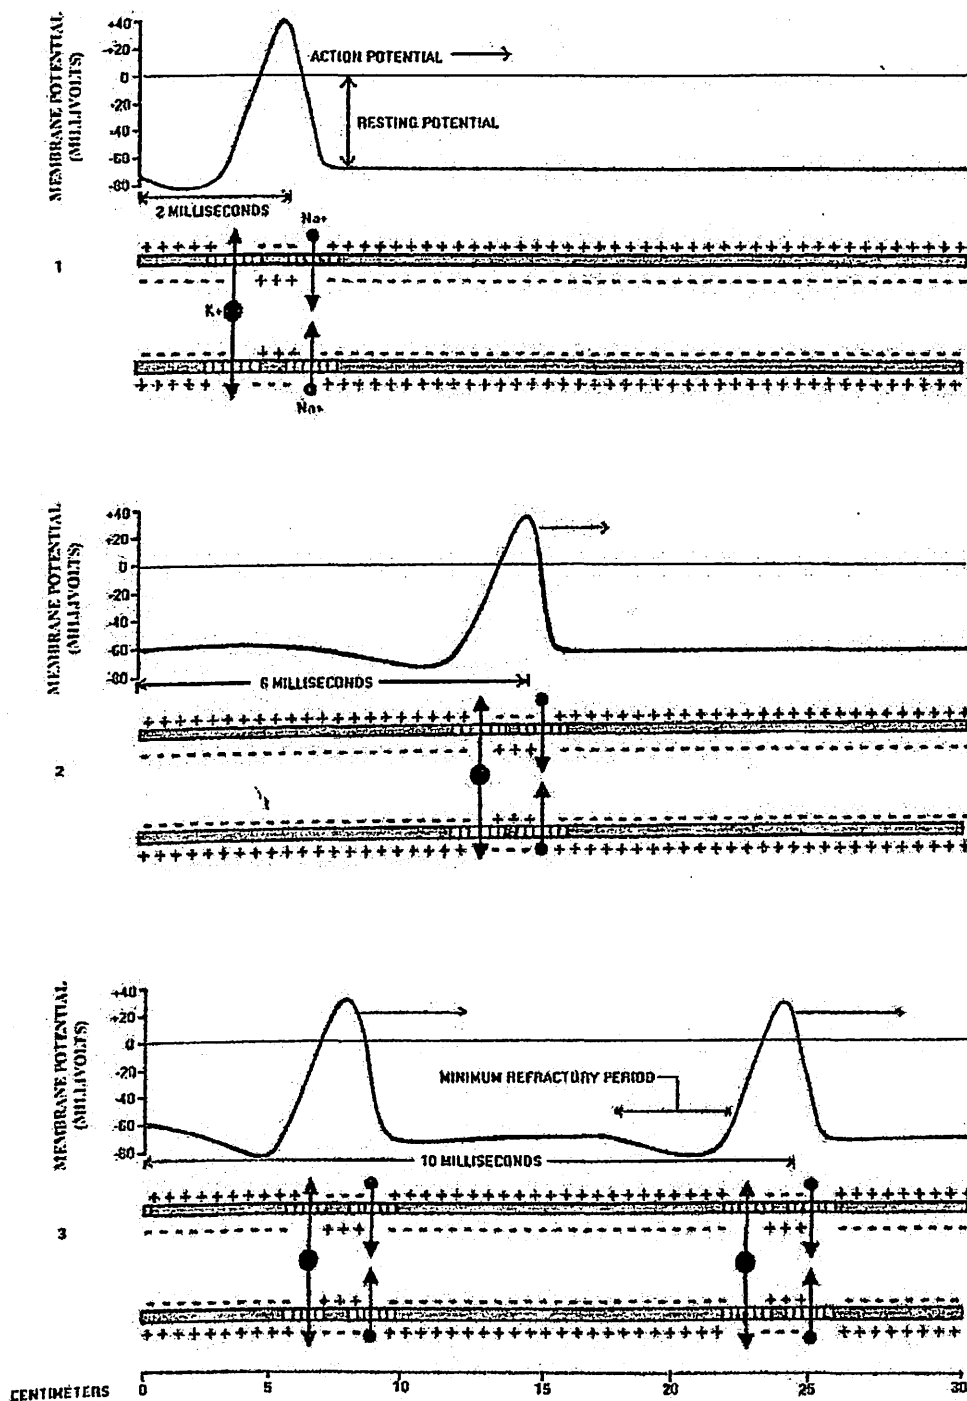 MEMBRANE POTENTIAL
(MILLIVOLTS)
+40
+20
0
-20
-40
-60
-80
ACTION POTENTIAL
RESTING POTENTIAL
2 MILLISECONDS
Na+
1
K+
Na+
MEMBRANE POTENTIAL
(MILLIVOLTS)
+40
+20
0
-20
-40
-60
-80
6 MILLISECONDS
2
MEMBRANE POTENTIAL
(MILLIVOLTS)
+40
+20
0
-20
-40
-60
-80
MINIMUM REFRACTORY PERIOD
10 MILLISECONDS
3
CENTIMETERS 0 5 10 15 20 25 30